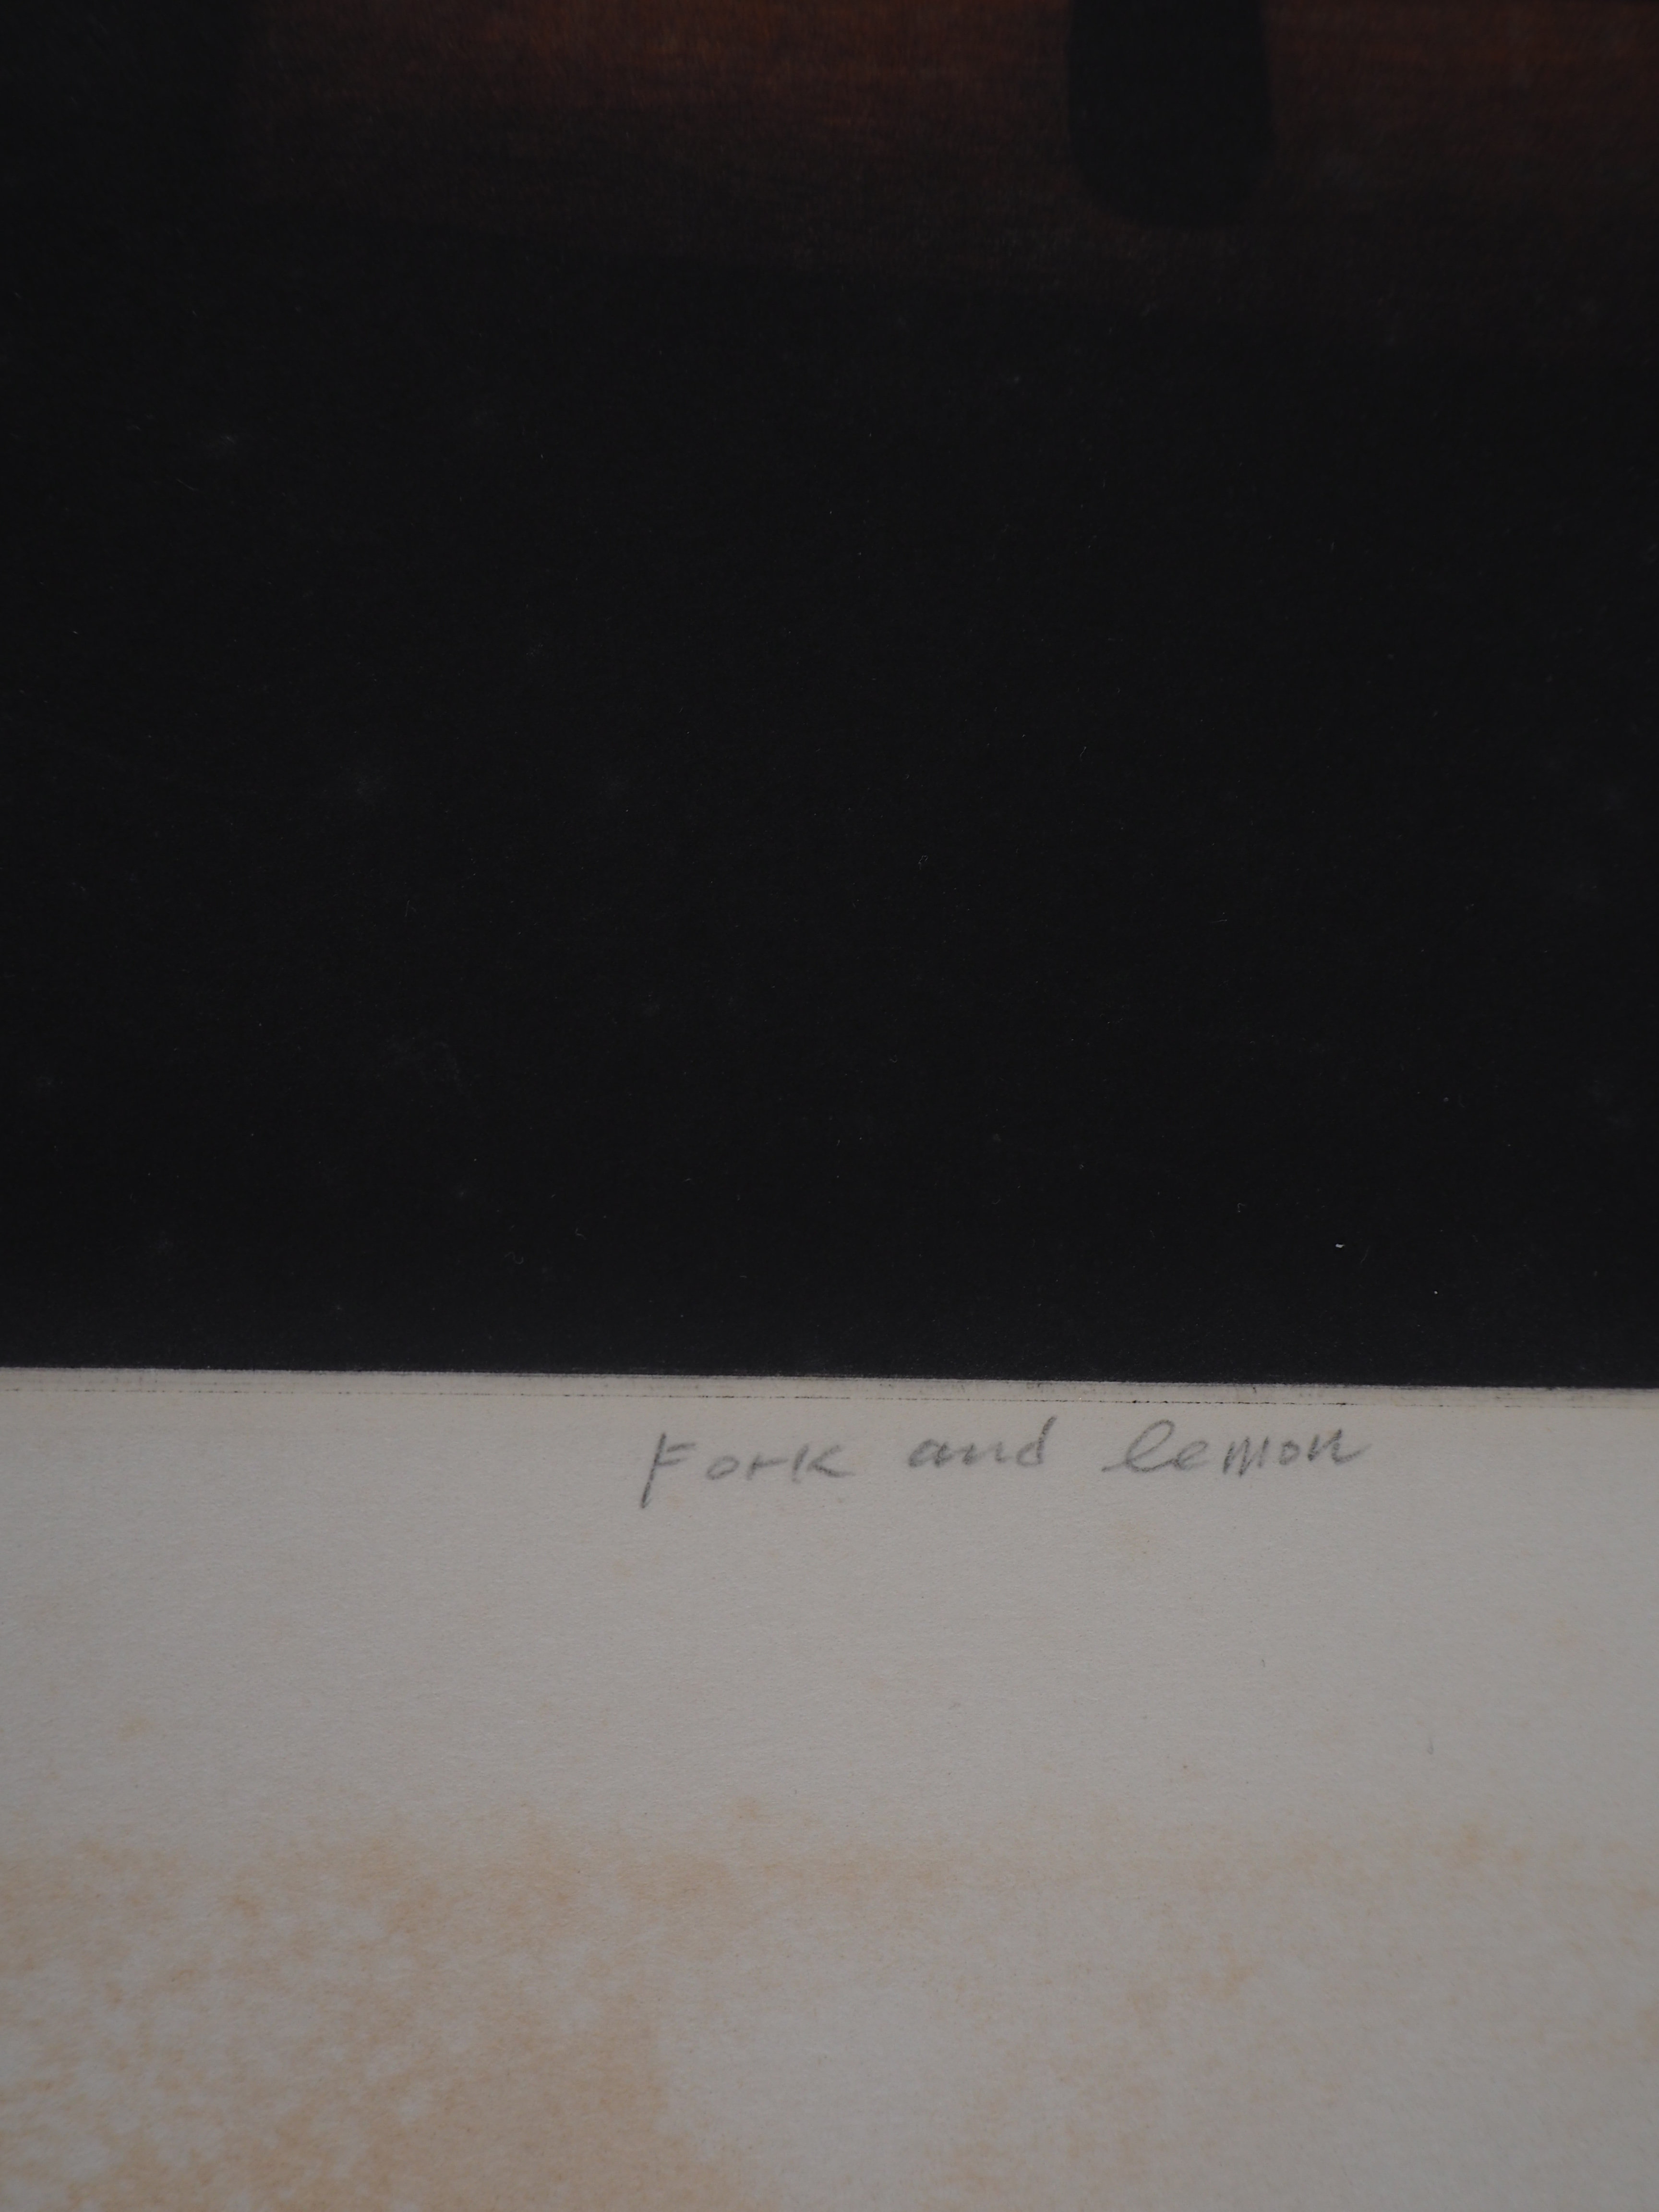 Fork and lemon